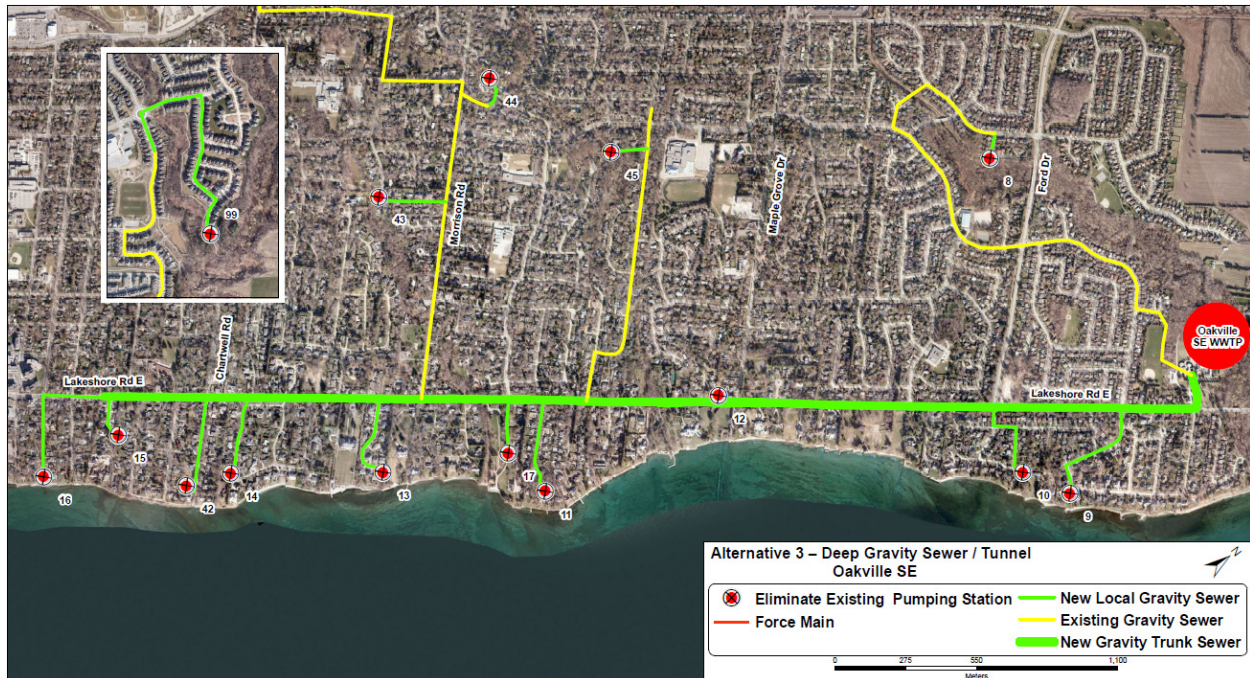 44
45
8
99
43
Morrison Rd
Maple Grove Dr
Ford Dr
Chartwell Rd
Oakville
SE WWTP
Lakeshore Rd E
Lakeshore Rd E
12
15
16
42
14
13
17
11
10
9
Alternative 3 – Deep Gravity Sewer / Tunnel
Oakville SE
N
Eliminate Existing Pumping Station
New Local Gravity Sewer
Force Main
Existing Gravity Sewer
New Gravity Trunk Sewer
0 275 550 1,100
Meters